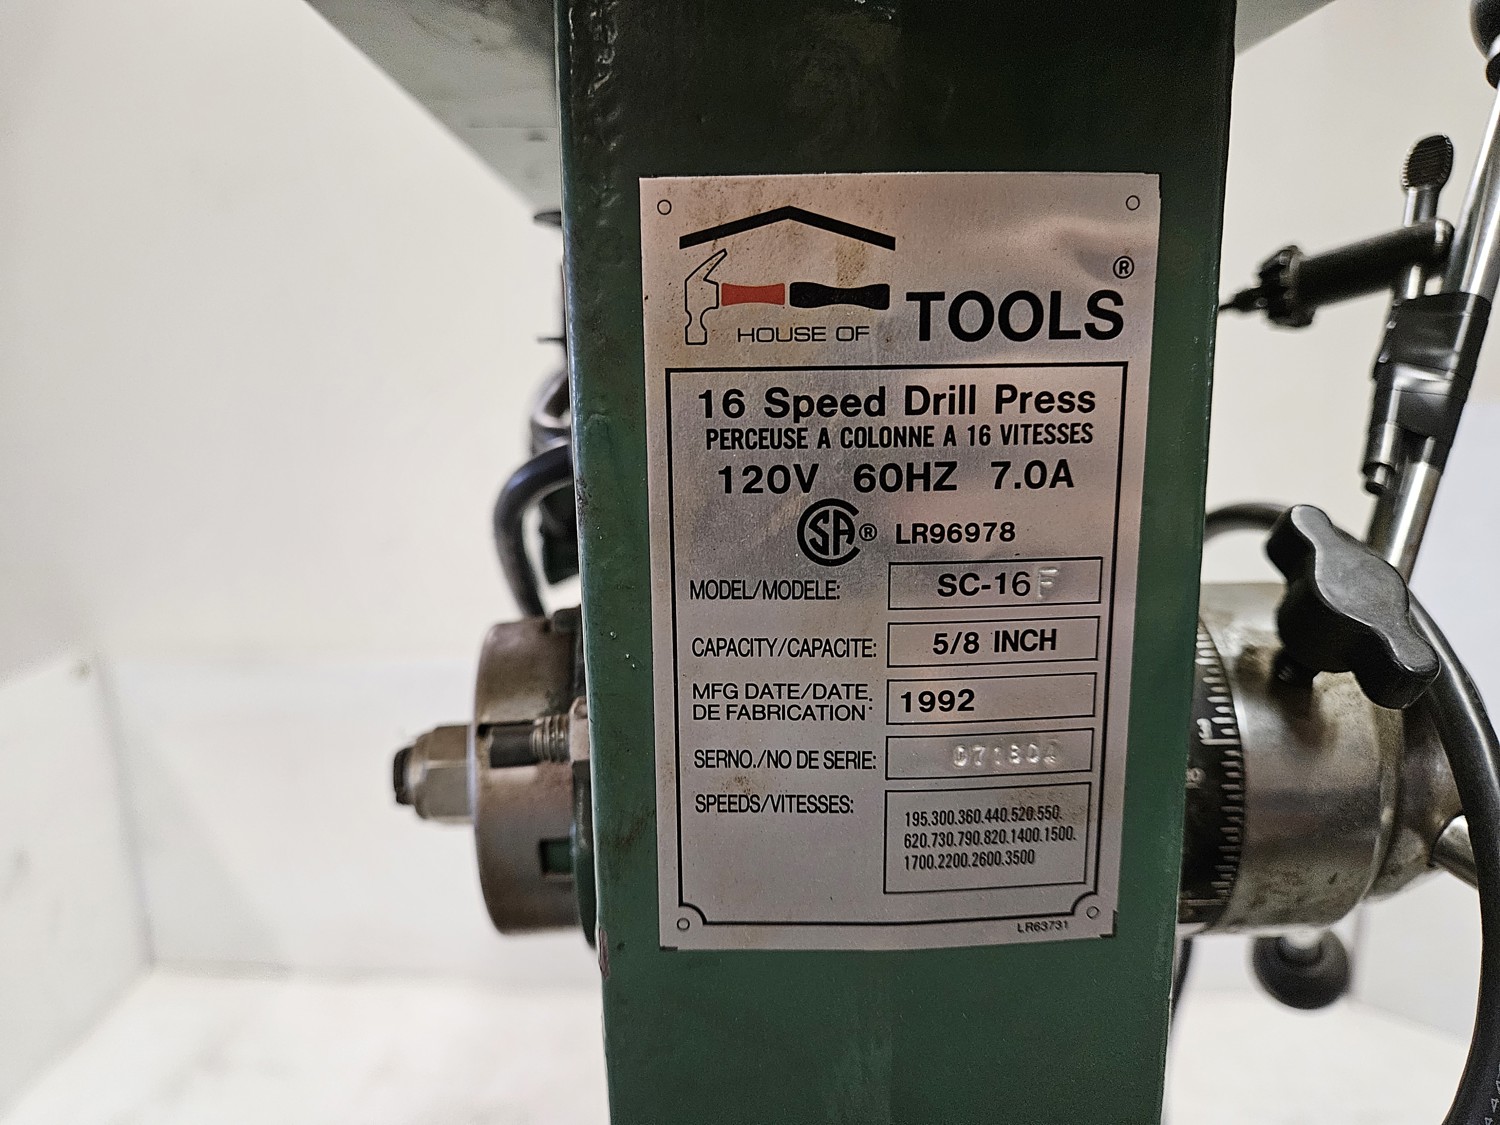 HOUSE OF TOOLS®
16 Speed Drill Press
PERCEUSE A COLONNE A 16 VITESSES
120V 60HZ 7.0A
SA® LR96978
MODEL/MODELE: SC-16F
CAPACITY/CAPACITE: 5/8 INCH
MFG DATE/DATE
DE FABRICATION: 1992
SERNO./NO DE SERIE:
SPEEDS/VITESSES:
195.300.360.440.520.550.
620.730.790.820.1400.1500.
1700.2200.2600.3500
LR63731